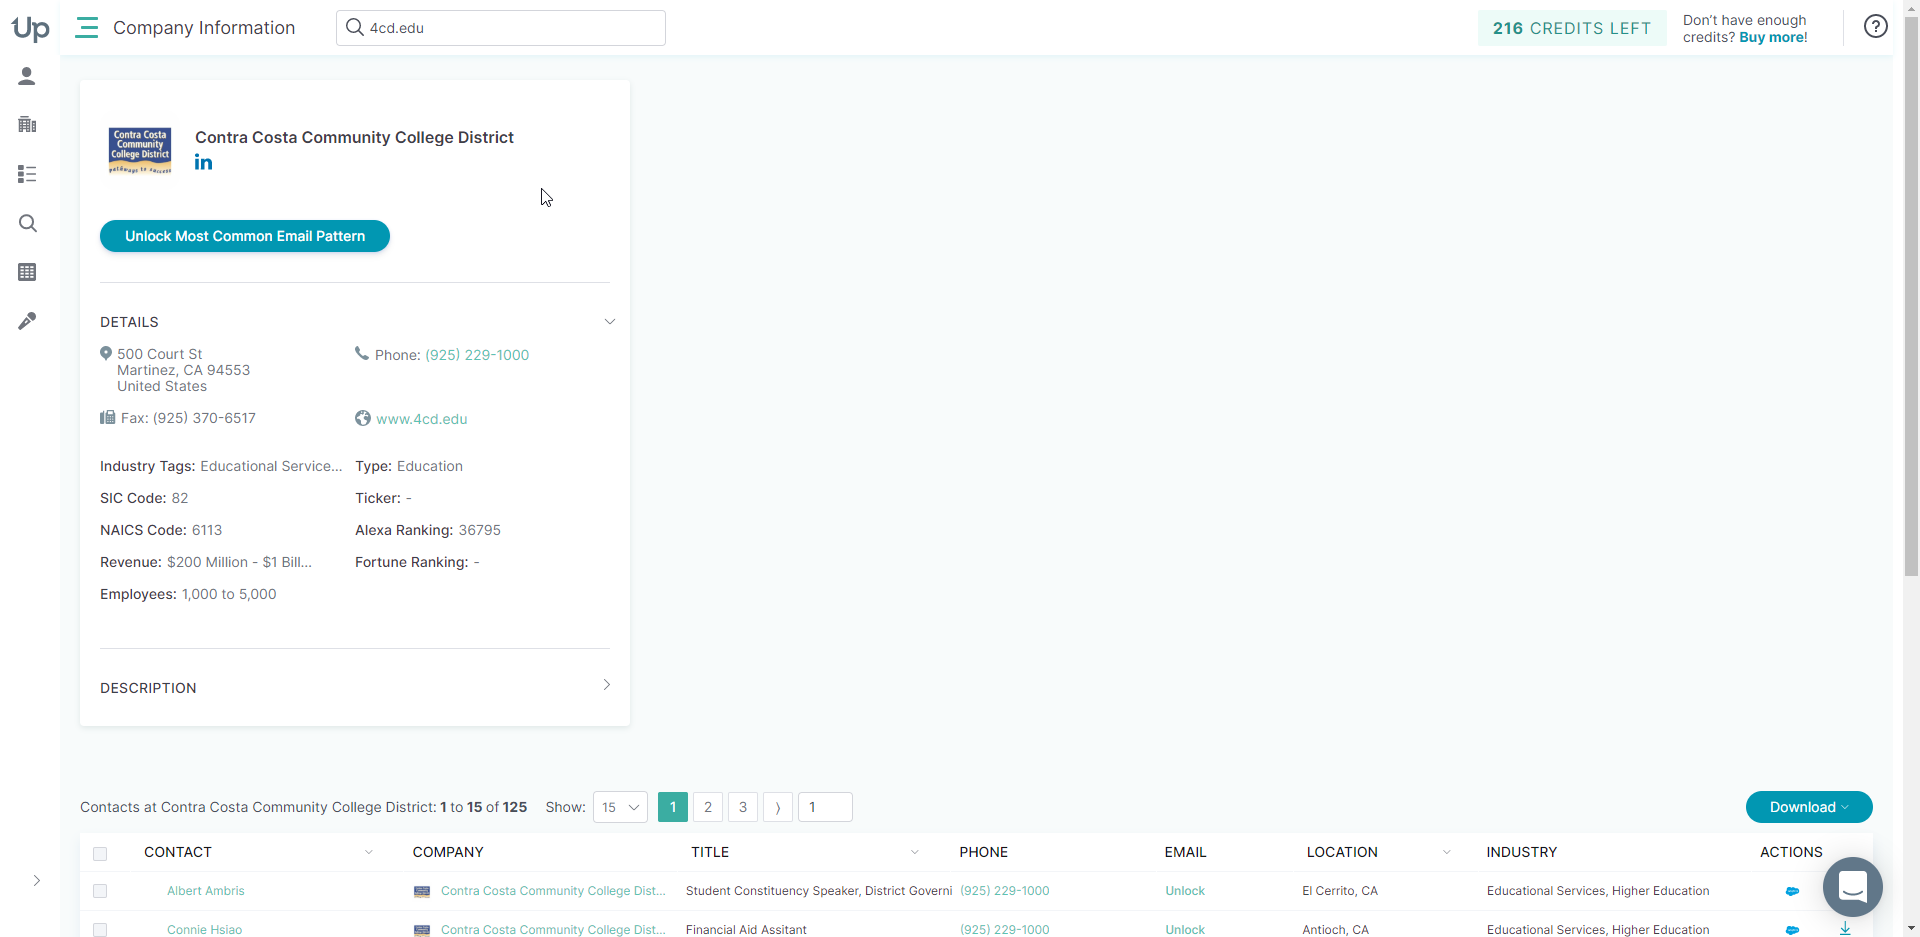 Up
Company Information
4cd.edu
216 CREDITS LEFT
Don't have enough
credits? Buy more!
?
Contra Costa
Community
College District
pathways to success
Contra Costa Community College District
in
Unlock Most Common Email Pattern
DETAILS
500 Court St
Martinez, CA 94553
United States
Phone: (925) 229-1000
Fax: (925) 370-6517
www.4cd.edu
Industry Tags: Educational Service...
Type: Education
SIC Code: 82
Ticker: -
NAICS Code: 6113
Alexa Ranking: 36795
Revenue: $200 Million - $1 Bill...
Fortune Ranking: -
Employees: 1,000 to 5,000
DESCRIPTION
Contacts at Contra Costa Community College District: 1 to 15 of 125 Show: 15 1 2 3 ⟩ 1
Download
CONTACT COMPANY TITLE PHONE EMAIL LOCATION INDUSTRY ACTIONS
Albert Ambris Contra Costa Community College Dist... Student Constituency Speaker, District Governi (925) 229-1000 Unlock El Cerrito, CA Educational Services, Higher Education
Connie Hsiao Contra Costa Community College Dist... Financial Aid Assitant (925) 229-1000 Unlock Antioch, CA Educational Services, Higher Education